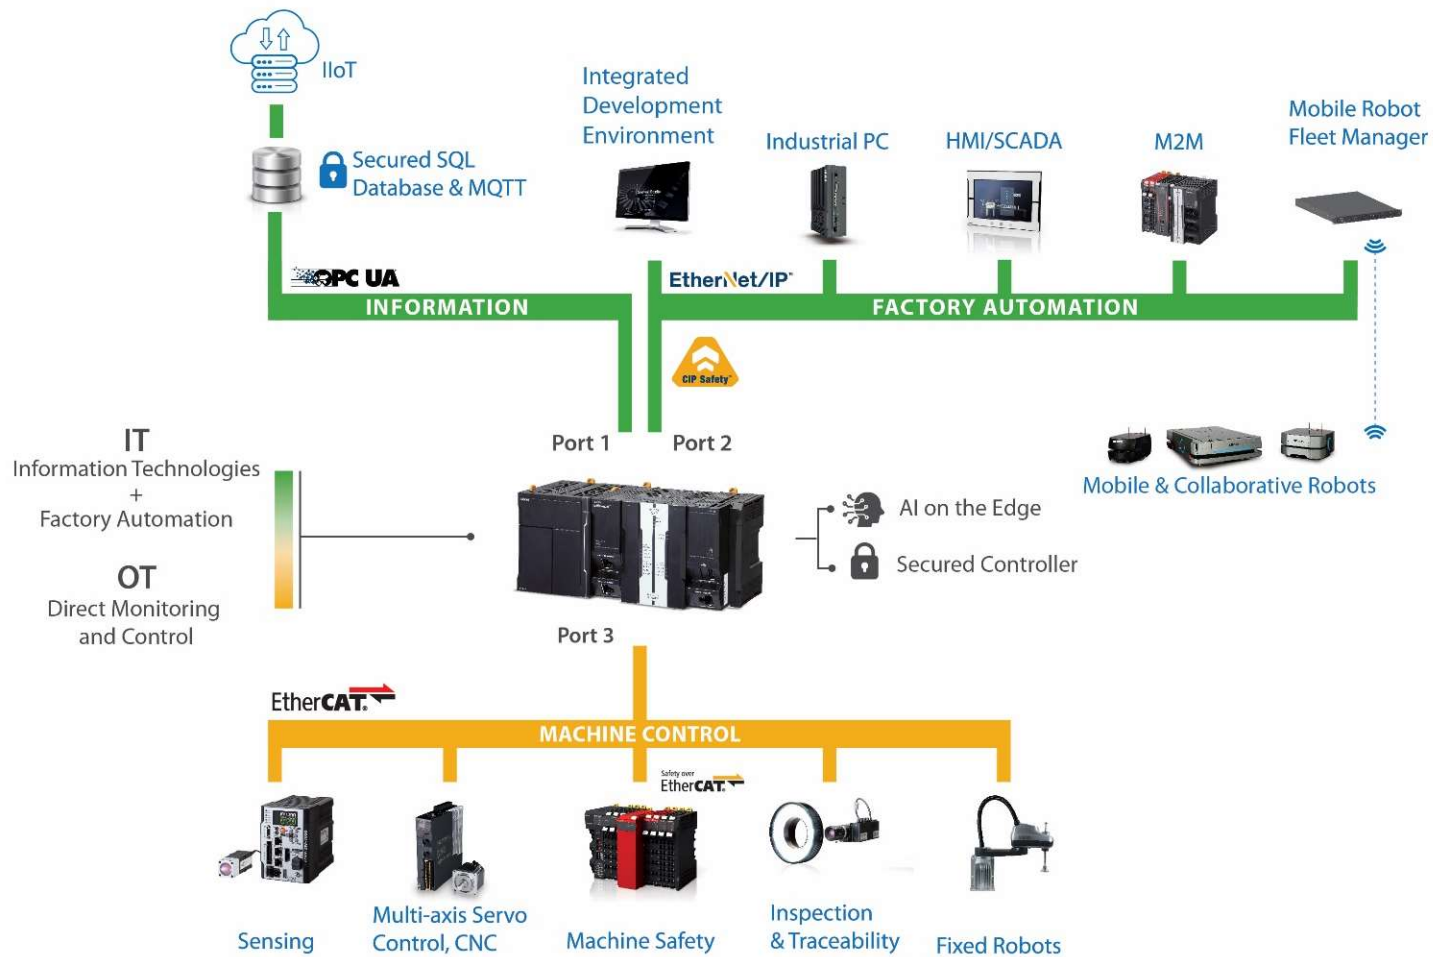 IIoT
Secured SQL
Database & MQTT
Integrated
Development
Environment
Industrial PC
HMI/SCADA
M2M
Mobile Robot
Fleet Manager
OPC UA
INFORMATION
EtherNet/IP™
FACTORY AUTOMATION
CIP Safety™
Port 1
Port 2
IT
Information Technologies
+
Factory Automation
OT
Direct Monitoring
and Control
AI on the Edge
Secured Controller
Mobile & Collaborative Robots
Port 3
EtherCAT®
MACHINE CONTROL
Safety over
EtherCAT®
Sensing
Multi-axis Servo
Control, CNC
Machine Safety
Inspection
& Traceability
Fixed Robots